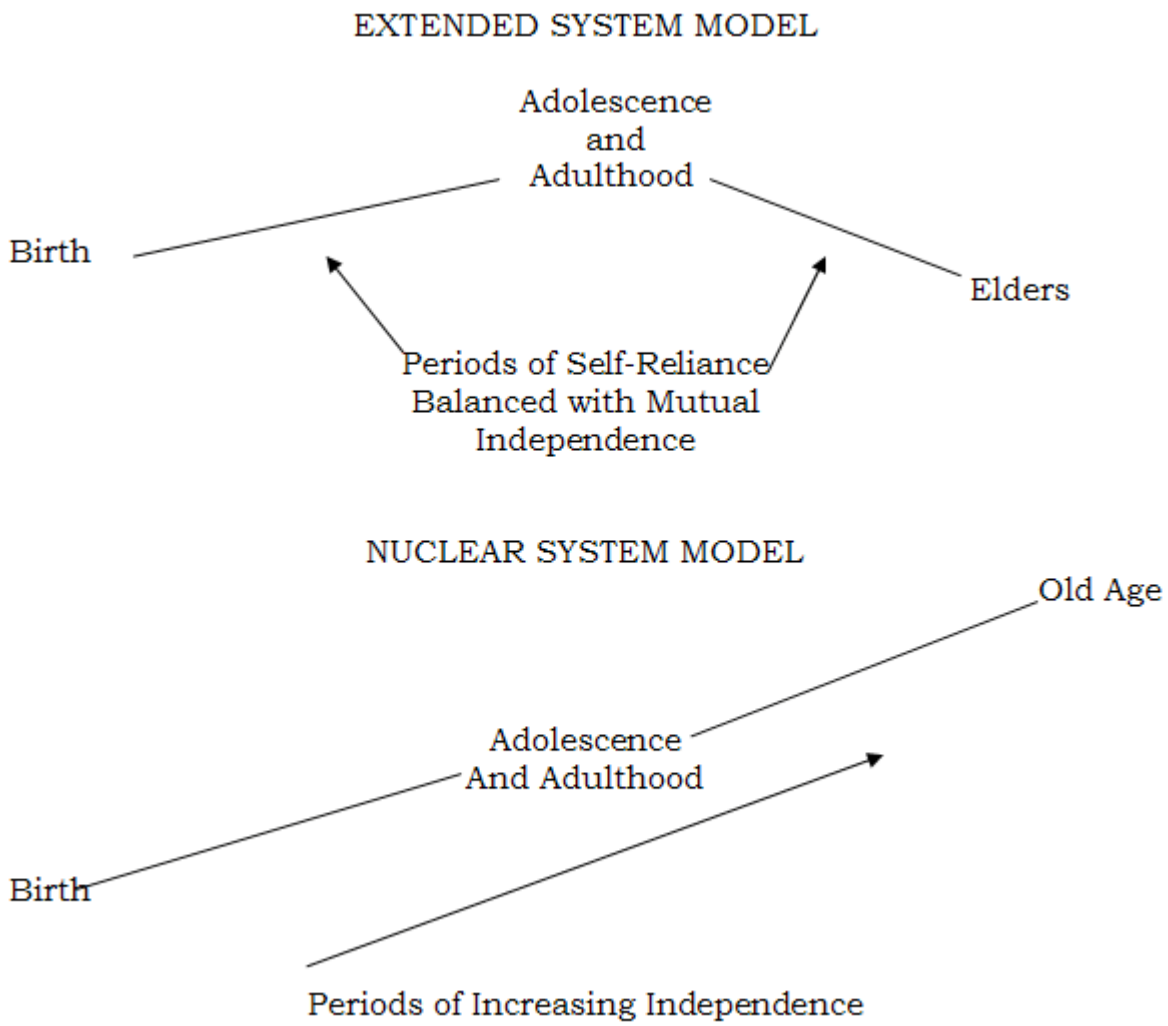 EXTENDED SYSTEM MODEL
Adolescence
and
Adulthood
Birth
Elders
Periods of Self-Reliance
Balanced with Mutual
Independence
NUCLEAR SYSTEM MODEL
Old Age
Adolescence
And Adulthood
Birth
Periods of Increasing Independence